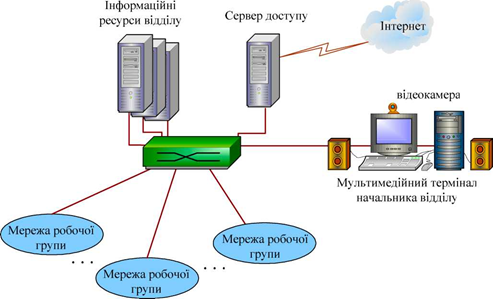 Інформаційні
ресурси відділу
Сервер доступу
Інтернет
відеокамера
Мультимедійний термінал
начальника відділу
Мережа робочої
групи
Мережа робочої
групи
Мережа робочої
групи
. . .
. . .